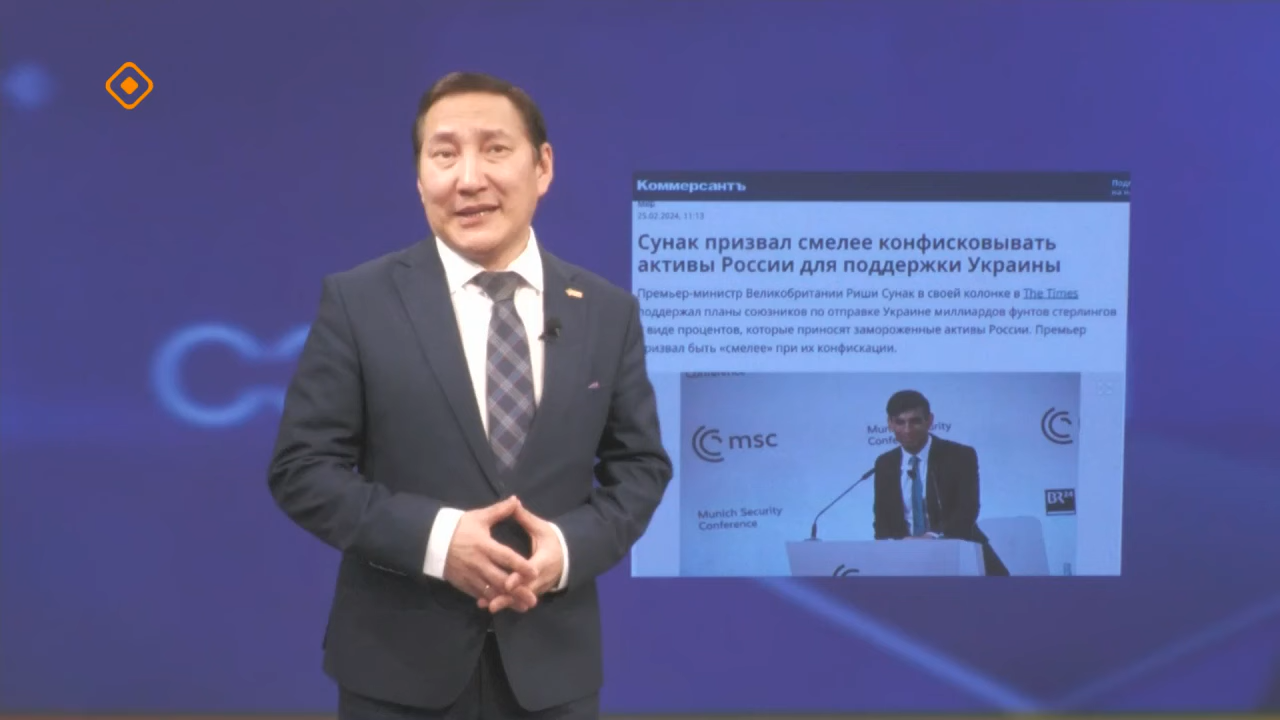 Коммерсантъ
Мир
25.02.2024, 11:13
Сунак призвал смелее конфисковывать
активы России для поддержки Украины
Премьер-министр Великобритании Риши Сунак в своей колонке в The Times
поддержал планы союзников по отправке Украине миллиардов фунтов стерлингов
виде процентов, которые приносят замороженные активы России. Премьер
призвал быть «смелее» при их конфискации.
Conference
msc
Munich Security
Conference
BR24